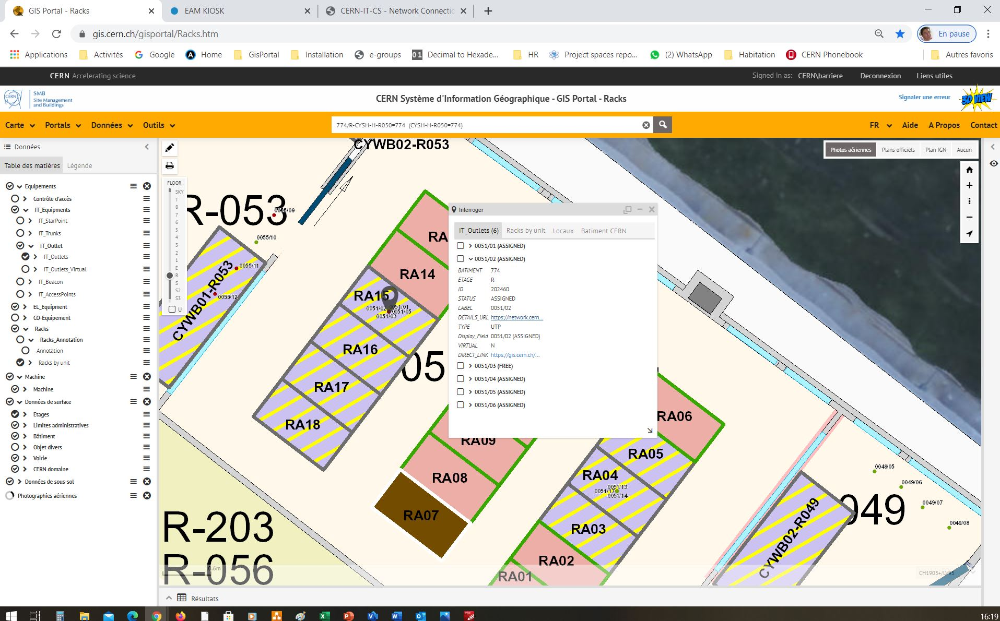 GIS Portal - Racks
EAM KIOSK
CERN-IT-CS - Network Connectic
gis.cern.ch/gisportal/Racks.htm
En pause
Applications
Activités
Google
Home
GisPortal
Installation
e-groups
Decimal to Hexade...
HR
Project spaces repo...
(2) WhatsApp
Habitation
CERN Phonebook
Autres favoris
CERN Accelerating science
Signed in as: CERN\barriere
Deconnexion
Liens utiles
CERN
SMB
Site Management
and Buildings
CERN Système d'Information Géographique - GIS Portal - Racks
Signaler une erreur
3D VIEW
Carte
Portals
Données
Outils
774/R-CYSH-H-R050=774 (CYSH-H-R050=774)
FR
Aide
A Propos
Contact
Données
Table des matières
Légende
Equipements
Contrôle d'accès
IT_Equipments
IT_StarPoint
IT_Trunks
IT_Outlet
IT_Outlets
IT_Outlets_Virtual
IT_Beacon
IT_AccessPoints
EL_Equipment
CO-Equipement
Racks
Racks_Annotation
Annotation
Racks by unit
Machine
Machine
Données de surface
Etages
Limites administratives
Bâtiment
Objet divers
Voirie
CERN domaine
Données de sous-sol
Photographies aériennes
FLOOR
SKY
T
8
7
6
5
4
3
2
1
E
R
S
S2
S3
U
Photos aériennes
Plans officiels
Plan IGN
Aucun
CYWB02-R053
R-053
0055/09
0055/10
0055/11
0055/12
CYWB01-R053
RA
RA14
RA15
0051/01
0051/02
0051/05
0051/03
RA16
RA17
RA18
05
Interroger
IT_Outlets (6)
Racks by unit
Locaux
Batiment CERN
0051/01 (ASSIGNED)
0051/02 (ASSIGNED)
BATIMENT 774
ETAGE R
ID 202460
STATUS ASSIGNED
LABEL 0051/02
DETAILS_URL https://network.cern...
TYPE UTP
Display_Field 0051/02 (ASSIGNED)
VIRTUAL N
DIRECT_LINK https://gis.cern.ch/...
0051/03 (FREE)
0051/04 (ASSIGNED)
0051/05 (ASSIGNED)
0051/06 (ASSIGNED)
RA06
RA09
RA05
RA08
RA04
0051/13
0051/17
0051/14
RA07
RA03
RA02
RA01
0049/05
0049/06
0049/07
0049/08
049
CYWB02-R049
R-203
R-056
0.6m
CH1903+/LV95
Résultats
16:19